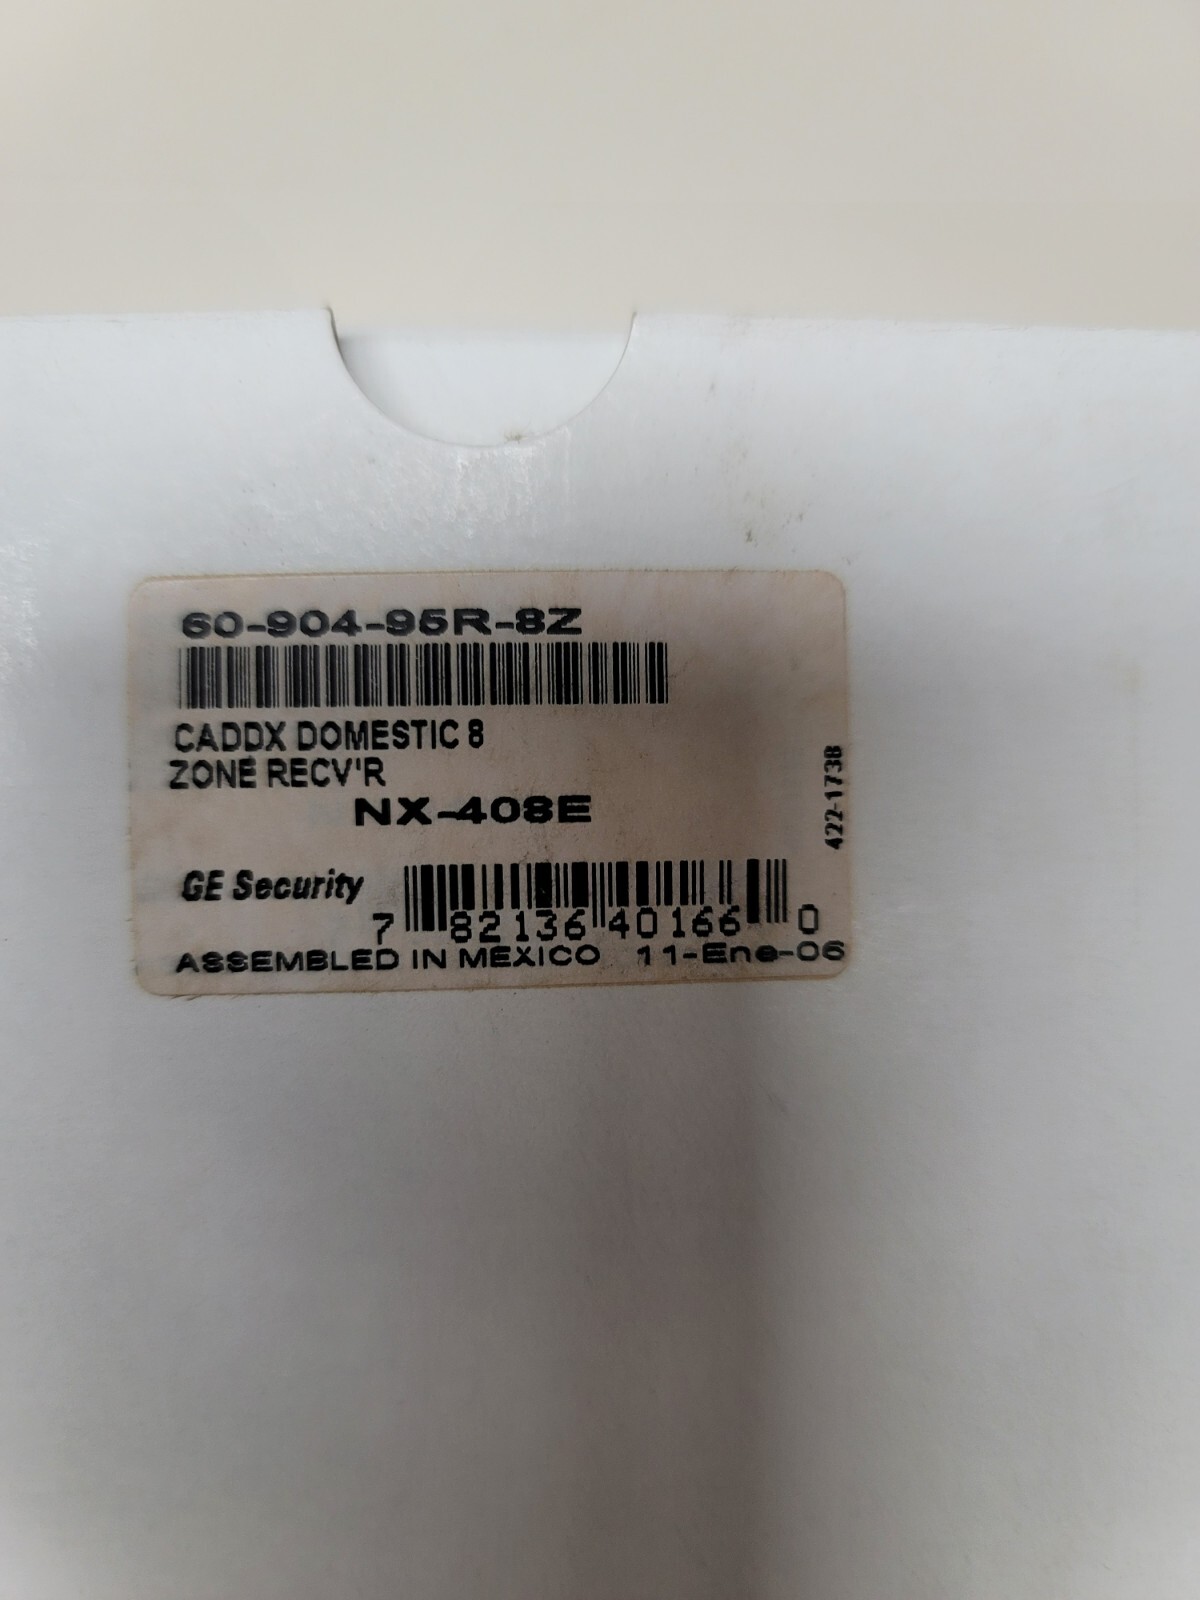 60-904-95R-8Z
CADDX DOMESTIC 8
ZONE RECV'R
NX-408E
422-1738
GE Security
7 82136 40166 0
ASSEMBLED IN MEXICO 11-Ene-06